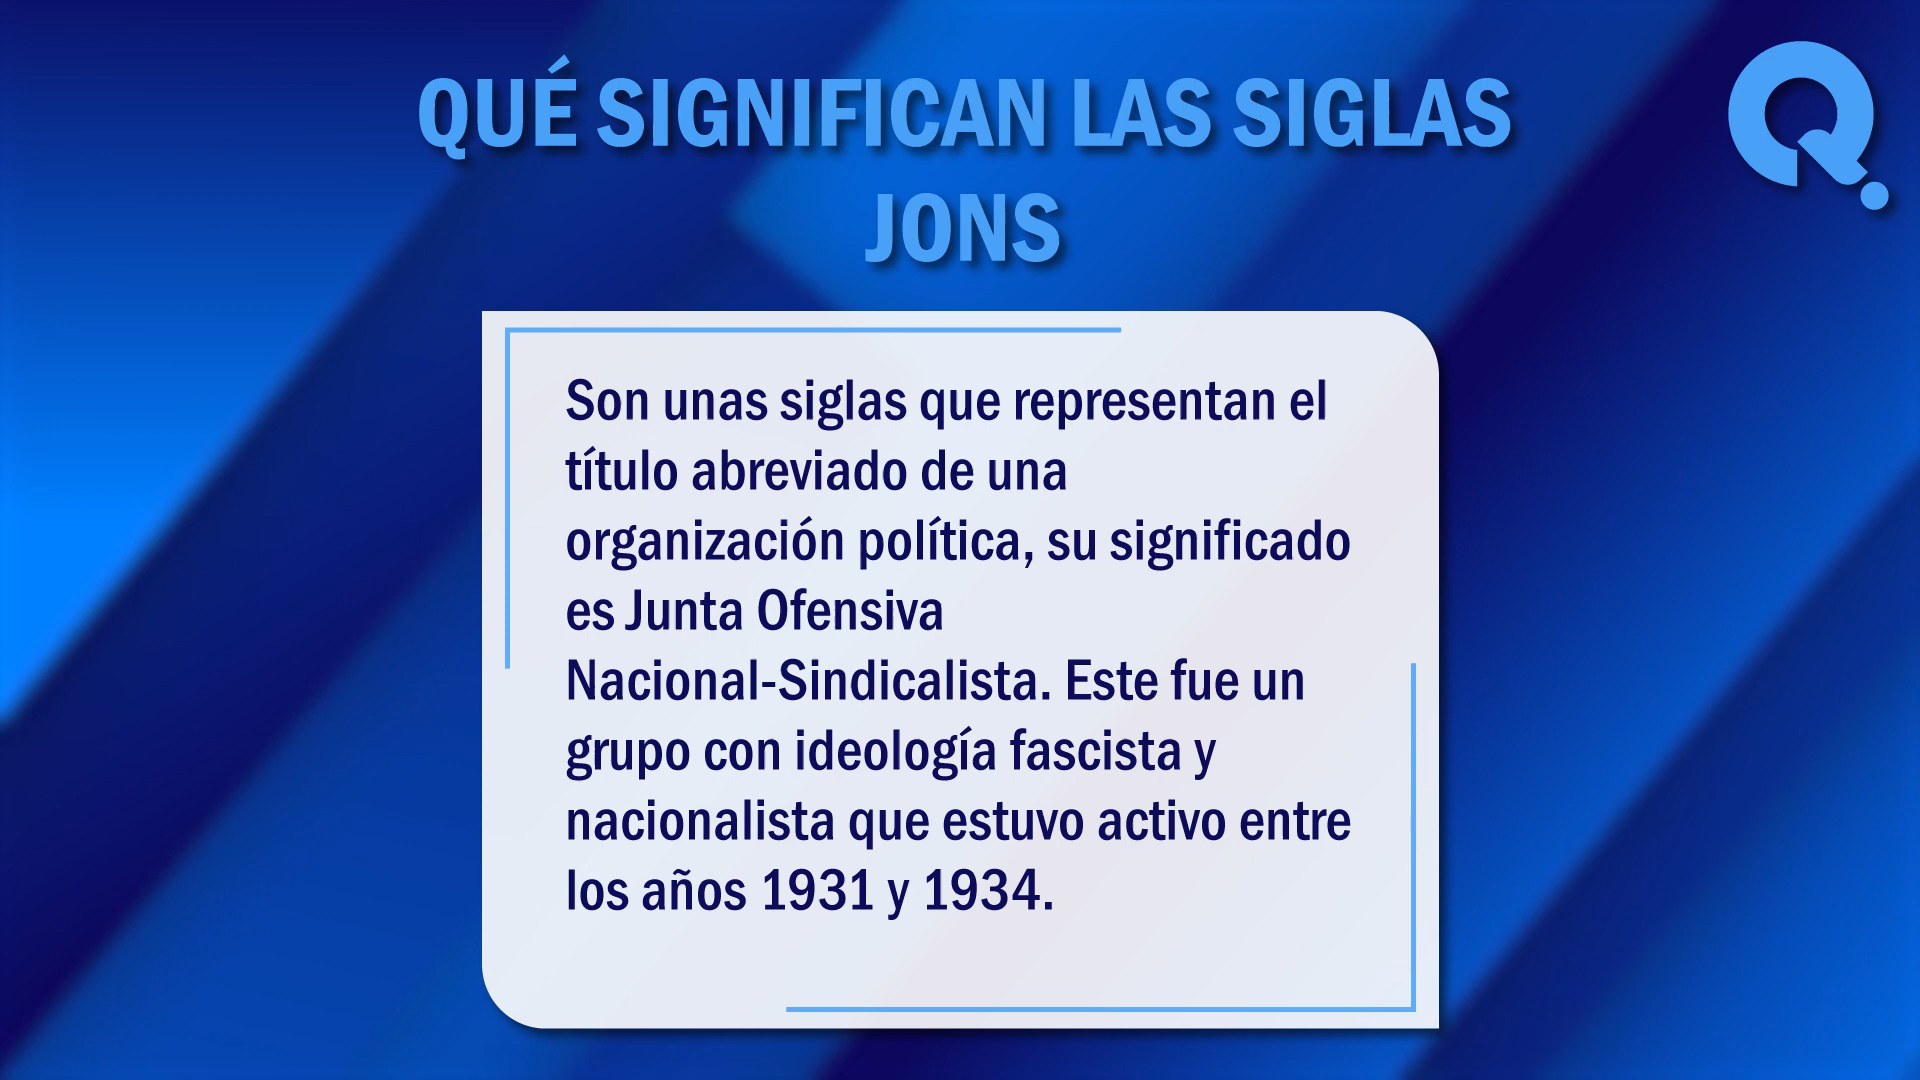 QUÉ SIGNIFICAN LAS SIGLAS
JONS
Son unas siglas que representan el
título abreviado de una
organización política, su significado
es Junta Ofensiva
Nacional-Sindicalista. Este fue un
grupo con ideología fascista y
nacionalista que estuvo activo entre
los años 1931 y 1934.